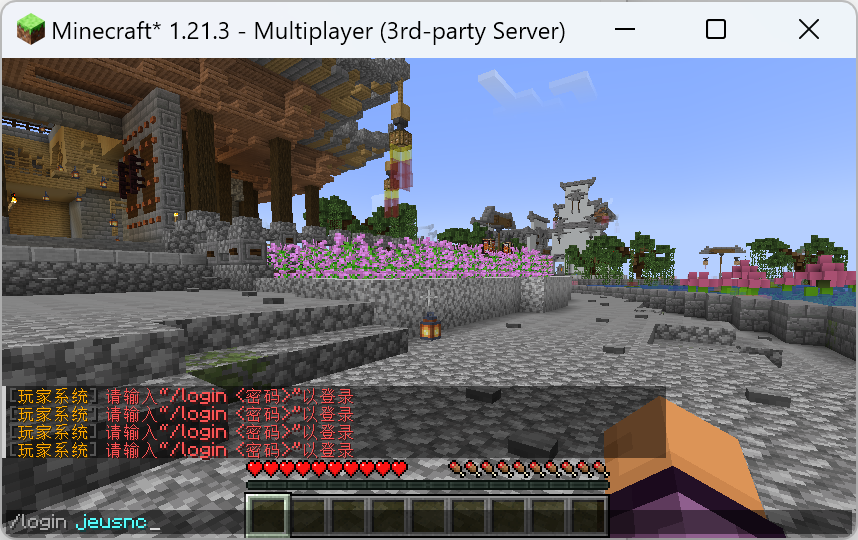 Minecraft* 1.21.3 - Multiplayer (3rd-party Server)
[玩家系统] 请输入“/login <密码>”以登录
[玩家系统] 请输入“/login <密码>”以登录
[玩家系统] 请输入“/login <密码>”以登录
[玩家系统] 请输入“/login <密码>”以登录
/login jeusnc_